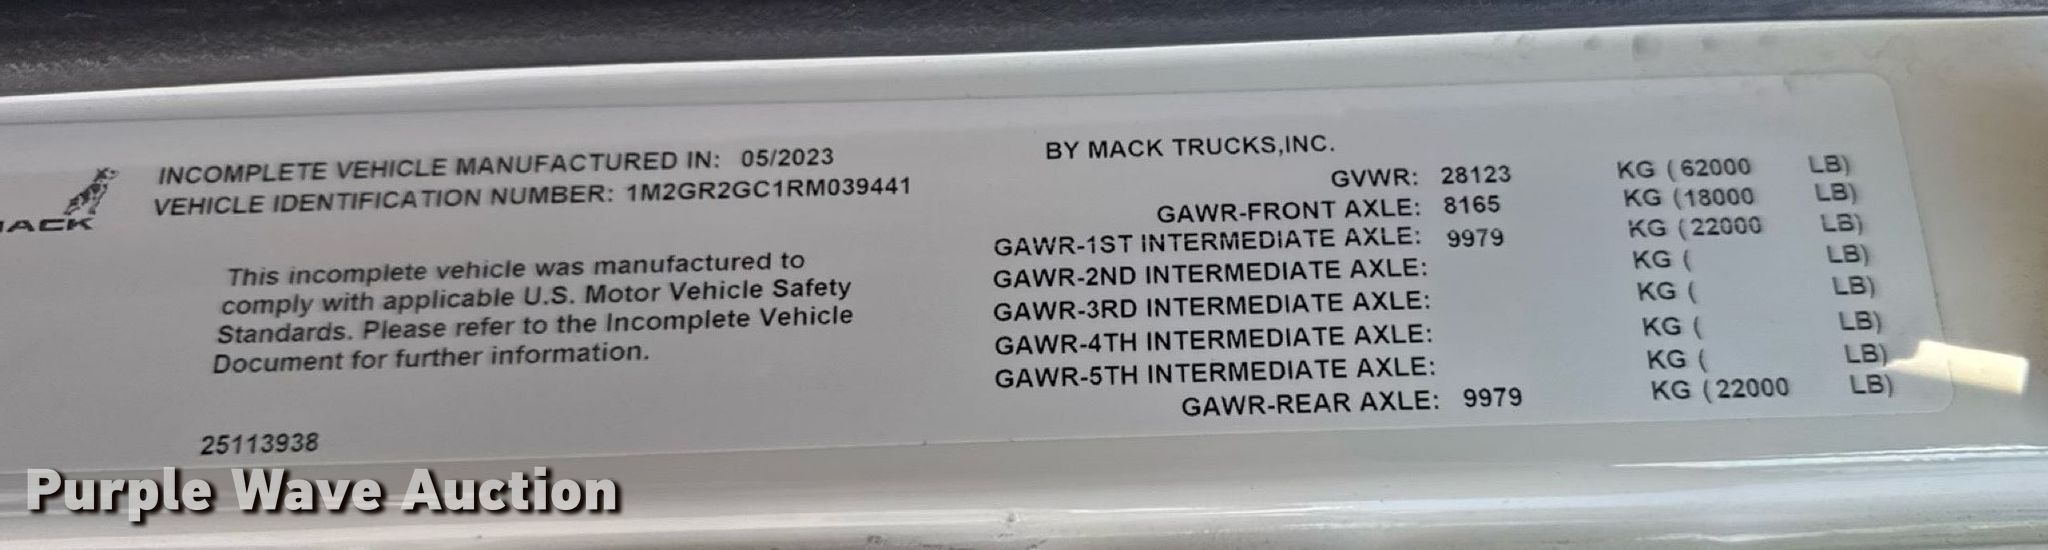 MACK
INCOMPLETE VEHICLE MANUFACTURED IN: 05/2023
VEHICLE IDENTIFICATION NUMBER: 1M2GR2GC1RM039441
This incomplete vehicle was manufactured to
comply with applicable U.S. Motor Vehicle Safety
Standards. Please refer to the Incomplete Vehicle
Document for further information.
25113938
BY MACK TRUCKS,INC.
GVWR: 28123 KG (62000 LB)
GAWR-FRONT AXLE: 8165 KG (18000 LB)
GAWR-1ST INTERMEDIATE AXLE: 9979 KG (22000 LB)
GAWR-2ND INTERMEDIATE AXLE: KG ( LB)
GAWR-3RD INTERMEDIATE AXLE: KG ( LB)
GAWR-4TH INTERMEDIATE AXLE: KG ( LB)
GAWR-5TH INTERMEDIATE AXLE: KG ( LB)
GAWR-REAR AXLE: 9979 KG (22000 LB)
Purple Wave Auction